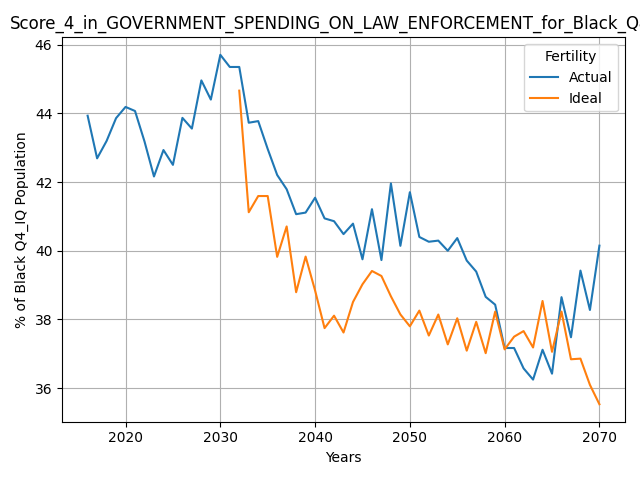 Score_4_in_GOVERNMENT_SPENDING_ON_LAW_ENFORCEMENT_for_Black_Q
46
44
42
40
38
36
% of Black Q4_IQ Population
Fertility
Actual
Ideal
2020 2030 2040 2050 2060 2070
Years